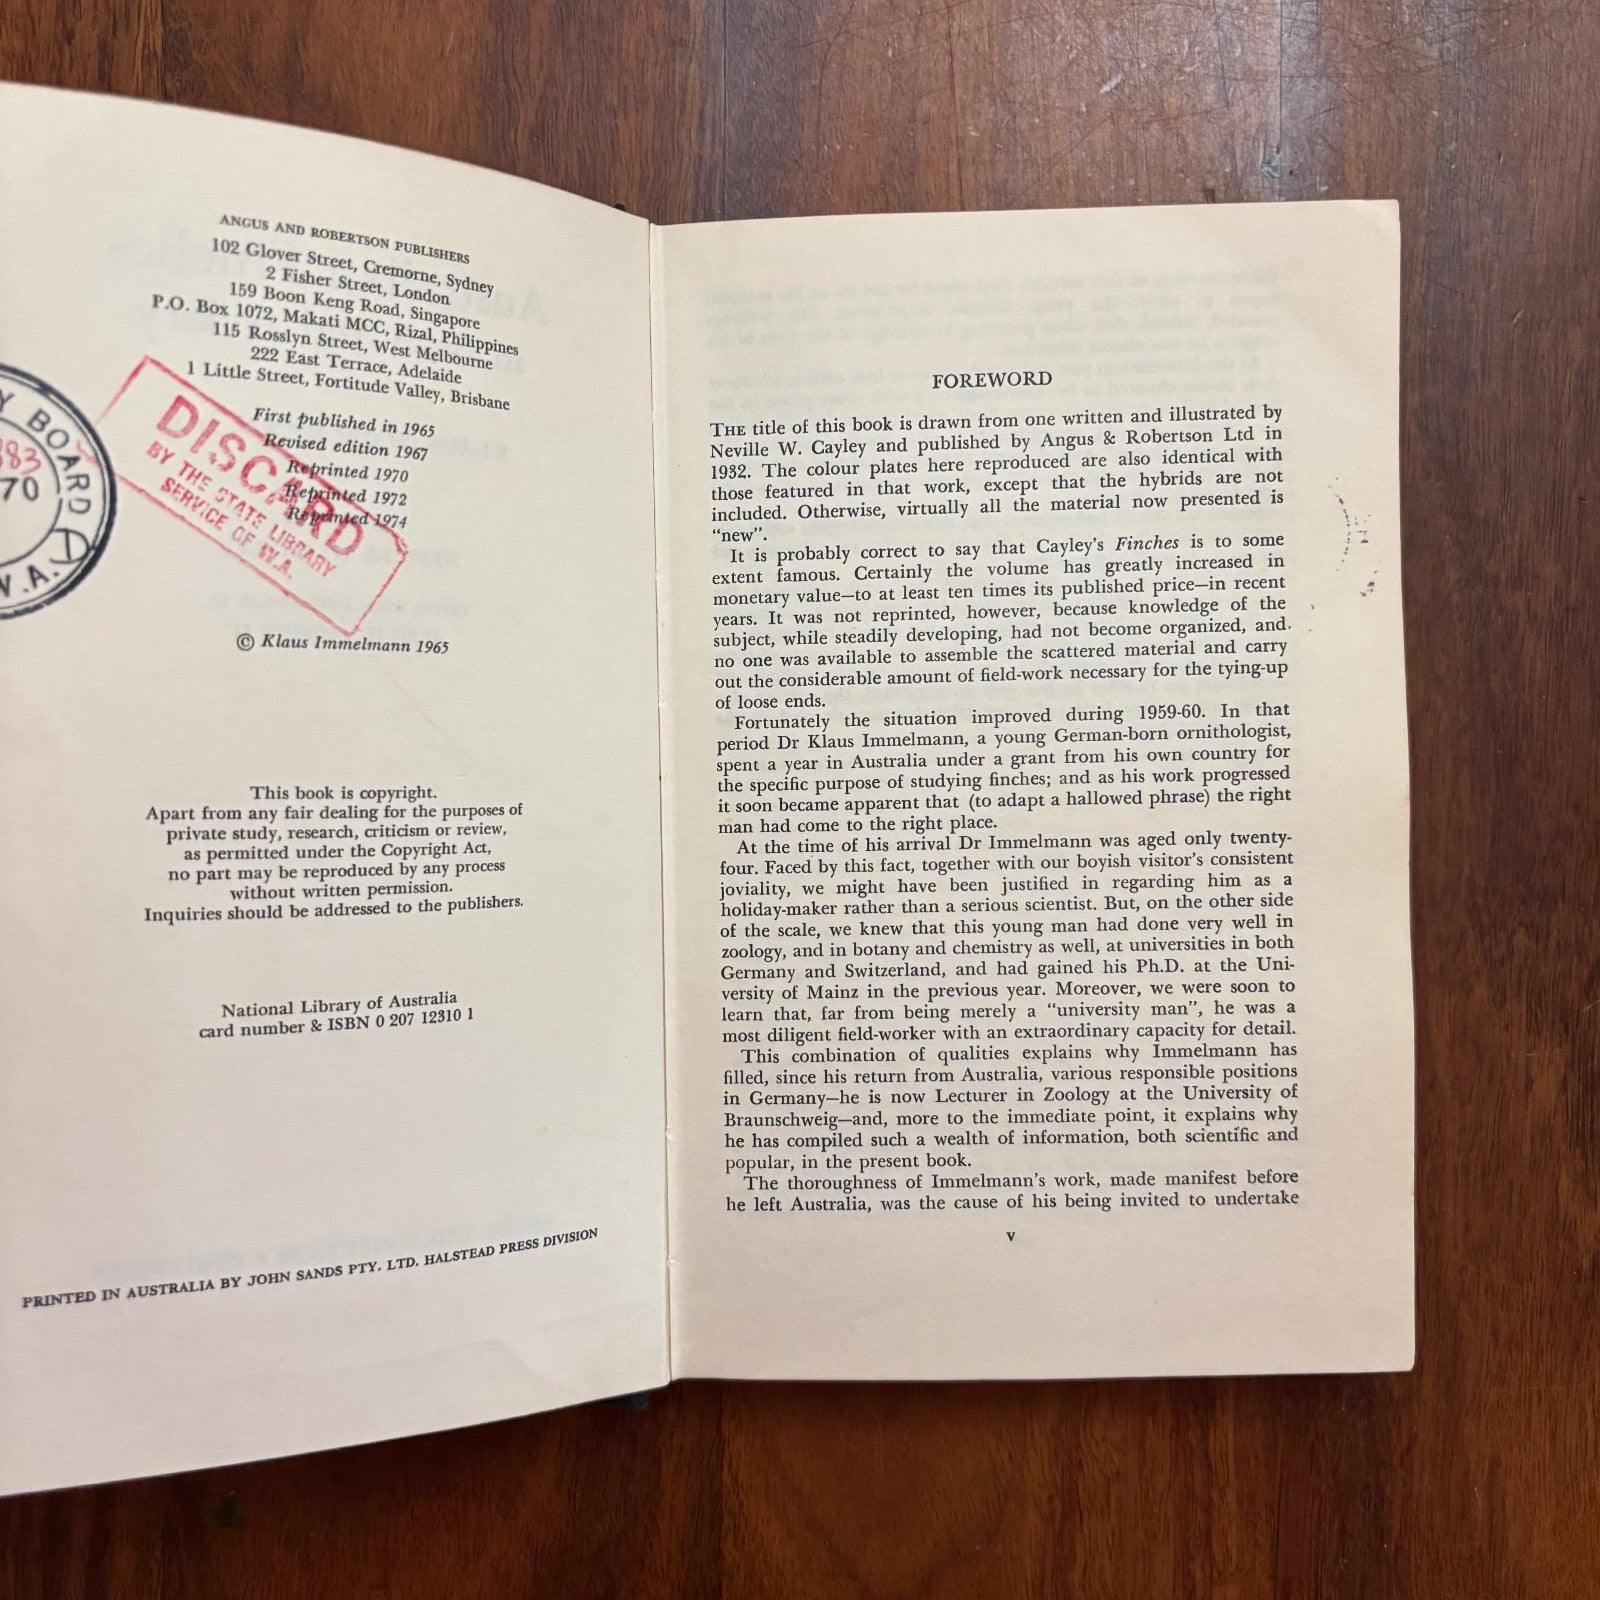 ANGUS AND ROBERTSON PUBLISHERS
102 Glover Street, Cremorne, Sydney
2 Fisher Street, London
159 Boon Keng Road, Singapore
P.O. Box 1072, Makati MCC, Rizal, Philippines
115 Rosslyn Street, West Melbourne
222 East Terrace, Adelaide
1 Little Street, Fortitude Valley, Brisbane
First published in 1965
Revised edition 1967
Reprinted 1970
Reprinted 1972
Reprinted 1974
DISCARD
BY THE STATE LIBRARY
SERVICE OF W.A.
Y BOARD
383
70
W.A.
© Klaus Immelmann 1965
This book is copyright.
Apart from any fair dealing for the purposes of
private study, research, criticism or review,
as permitted under the Copyright Act,
no part may be reproduced by any process
without written permission.
Inquiries should be addressed to the publishers.
National Library of Australia
card number & ISBN 0 207 12310 1
PRINTED IN AUSTRALIA BY JOHN SANDS PTY. LTD. HALSTEAD PRESS DIVISION
FOREWORD
THE title of this book is drawn from one written and illustrated by
Neville W. Cayley and published by Angus & Robertson Ltd in
1932. The colour plates here reproduced are also identical with
those featured in that work, except that the hybrids are not
included. Otherwise, virtually all the material now presented is
“new”.
It is probably correct to say that Cayley’s Finches is to some
extent famous. Certainly the volume has greatly increased in
monetary value—to at least ten times its published price—in recent
years. It was not reprinted, however, because knowledge of the
subject, while steadily developing, had not become organized, and
no one was available to assemble the scattered material and carry
out the considerable amount of field-work necessary for the tying-up
of loose ends.
Fortunately the situation improved during 1959-60. In that
period Dr Klaus Immelmann, a young German-born ornithologist,
spent a year in Australia under a grant from his own country for
the specific purpose of studying finches; and as his work progressed
it soon became apparent that (to adapt a hallowed phrase) the right
man had come to the right place.
At the time of his arrival Dr Immelmann was aged only twenty-
four. Faced by this fact, together with our boyish visitor’s consistent
joviality, we might have been justified in regarding him as a
holiday-maker rather than a serious scientist. But, on the other side
of the scale, we knew that this young man had done very well in
zoology, and in botany and chemistry as well, at universities in both
Germany and Switzerland, and had gained his Ph.D. at the Uni-
versity of Mainz in the previous year. Moreover, we were soon to
learn that, far from being merely a “university man”, he was a
most diligent field-worker with an extraordinary capacity for detail.
This combination of qualities explains why Immelmann has
filled, since his return from Australia, various responsible positions
in Germany—he is now Lecturer in Zoology at the University of
Braunschweig—and, more to the immediate point, it explains why
he has compiled such a wealth of information, both scientific and
popular, in the present book.
The thoroughness of Immelmann’s work, made manifest before
he left Australia, was the cause of his being invited to undertake
v